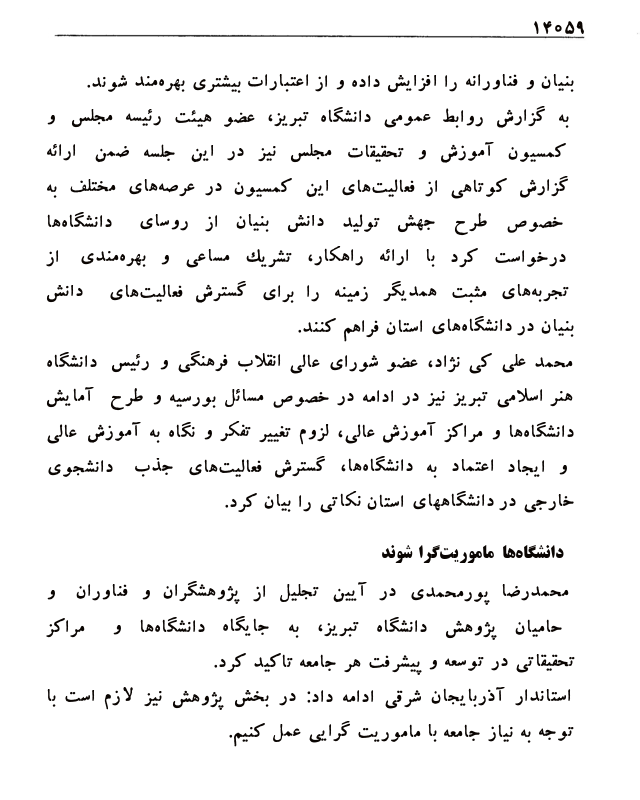 ۱۴۰۵۹
بنیان و فناورانه را افزایش داده و از اعتبارات بیشتری بهره‌مند شوند.
به گزارش روابط عمومی دانشگاه تبریز، عضو هیئت رئیسه مجلس و
کمسیون آموزش و تحقیقات مجلس نیز در این جلسه ضمن ارائه
گزارش کوتاهی از فعالیت‌های این کمسیون در عرصه‌های مختلف به
خصوص طرح جهش تولید دانش بنیان از روسای دانشگاه‌ها
درخواست کرد با ارائه راهکار، تشریك مساعی و بهره‌مندی از
تجربه‌های مثبت همدیگر زمینه را برای گسترش فعالیت‌های دانش
بنیان در دانشگاه‌های استان فراهم کنند.
محمد علی کی نژاد، عضو شورای عالی انقلاب فرهنگی و رئیس دانشگاه
هنر اسلامی تبریز نیز در ادامه در خصوص مسائل بورسیه و طرح آمایش
دانشگاه‌ها و مراکز آموزش عالی، لزوم تغییر تفکر و نگاه به آموزش عالی
و ایجاد اعتماد به دانشگاه‌ها، گسترش فعالیت‌های جذب دانشجوی
خارجی در دانشگاههای استان نکاتی را بیان کرد.
دانشگاه‌ها ماموریت‌گرا شوند
محمدرضا پورمحمدی در آیین تجلیل از پژوهشگران و فناوران و
حامیان پژوهش دانشگاه تبریز، به جایگاه دانشگاه‌ها و مراکز
تحقیقاتی در توسعه و پیشرفت هر جامعه تاکید کرد.
استاندار آذربایجان شرقی ادامه داد: در بخش پژوهش نیز لازم است با
توجه به نیاز جامعه با ماموریت گرایی عمل کنیم.